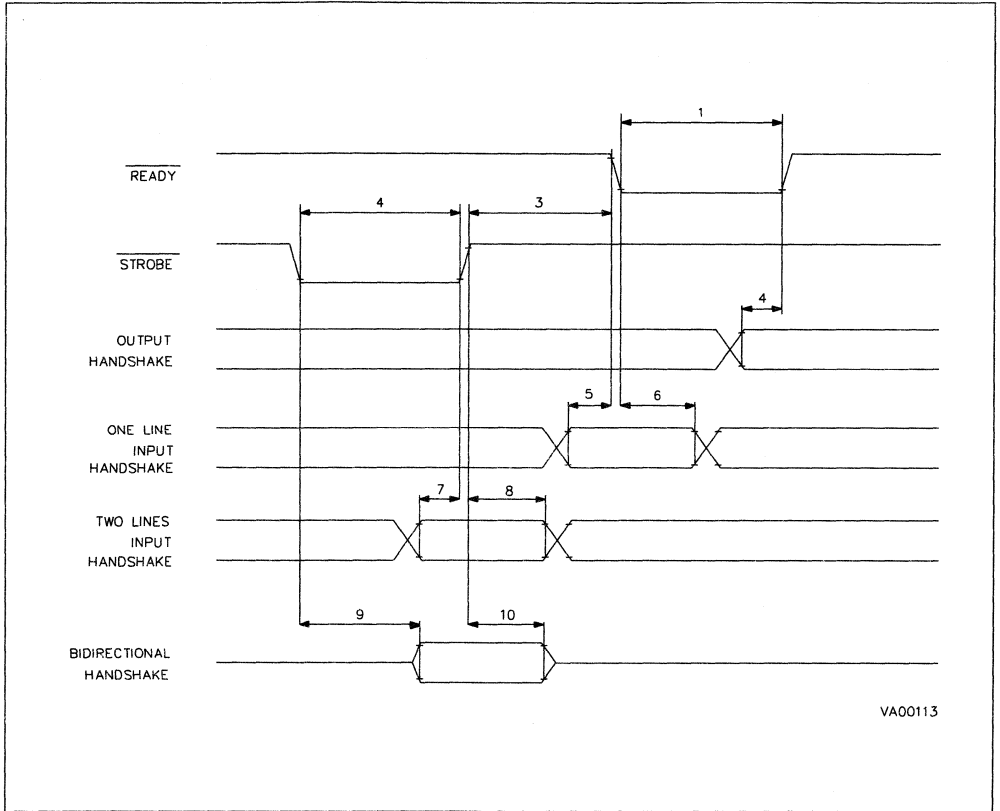 1
READY
4
3
STROBE
4
OUTPUT
HANDSHAKE
5
6
ONE LINE
INPUT
HANDSHAKE
7
8
TWO LINES
INPUT
HANDSHAKE
9
10
BIDIRECTIONAL
HANDSHAKE
VA00113